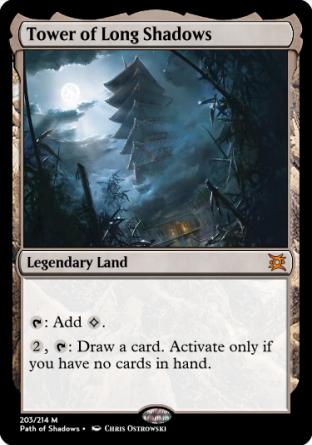 Tower of Long Shadows
Legendary Land
: Add .
2, : Draw a card. Activate only if
you have no cards in hand.
203/214 M
Path of Shadows • Chris Ostrowski